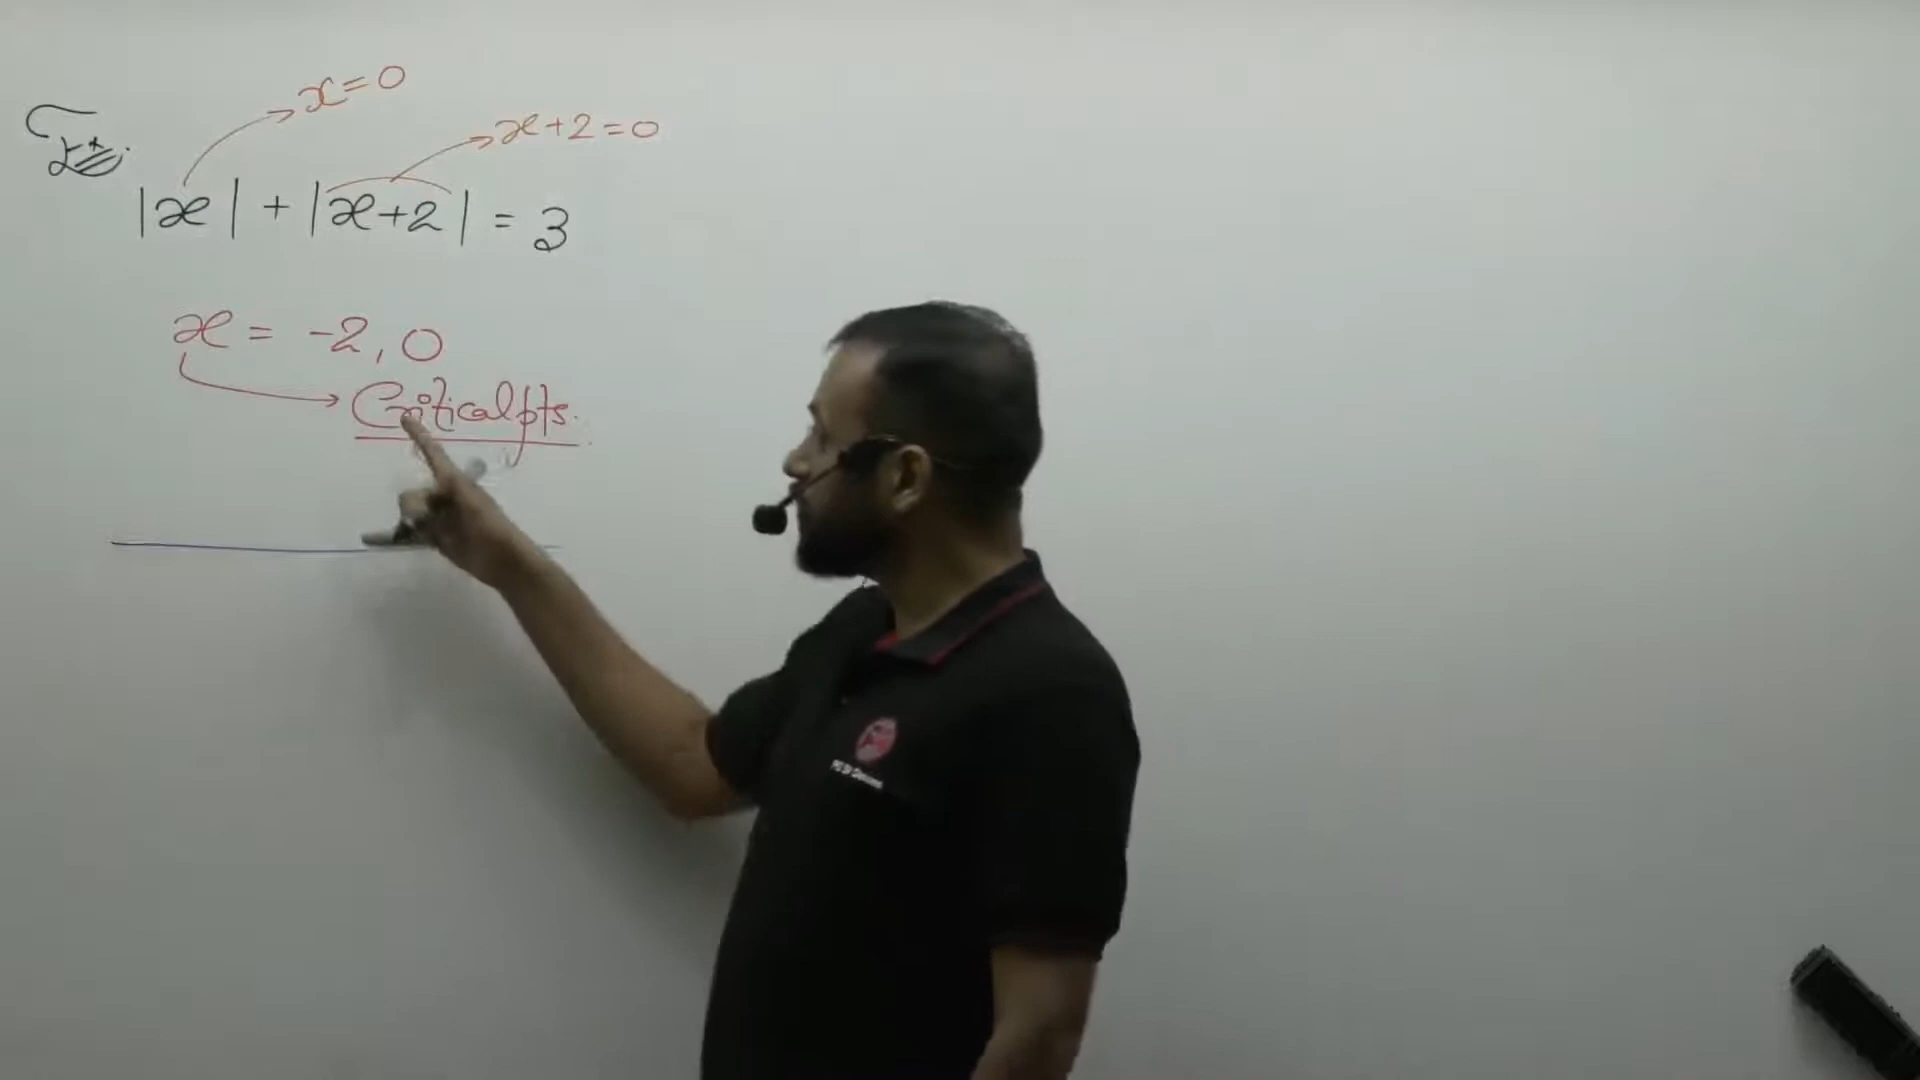 x=0
x+2=0
Ex.
|x| + |x+2| = 3
x = -2, 0
Critical pts.